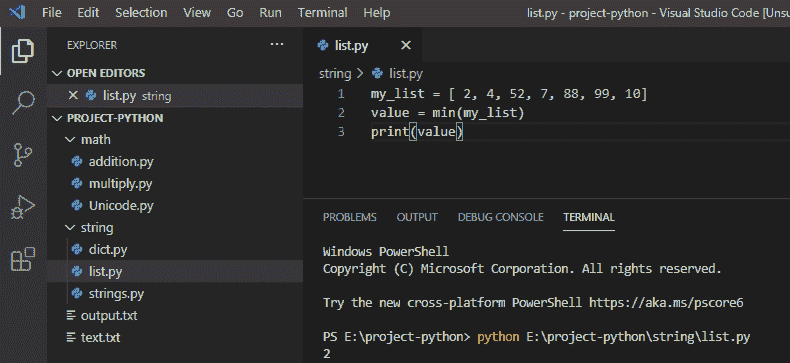 File Edit Selection View Go Run Terminal Help list.py - project-python - Visual Studio Code [Uns
EXPLORER
OPEN EDITORS
list.py string
PROJECT-PYTHON
math
addition.py
multiply.py
Unicode.py
string
dict.py
list.py
strings.py
output.txt
text.txt
list.py
string > list.py
1 my_list = [ 2, 4, 52, 7, 88, 99, 10]
2 value = min(my_list)
3 print(value)
PROBLEMS OUTPUT DEBUG CONSOLE TERMINAL
Windows PowerShell
Copyright (C) Microsoft Corporation. All rights reserved.
Try the new cross-platform PowerShell https://aka.ms/pscore6
PS E:\project-python> python E:\project-python\string\list.py
2